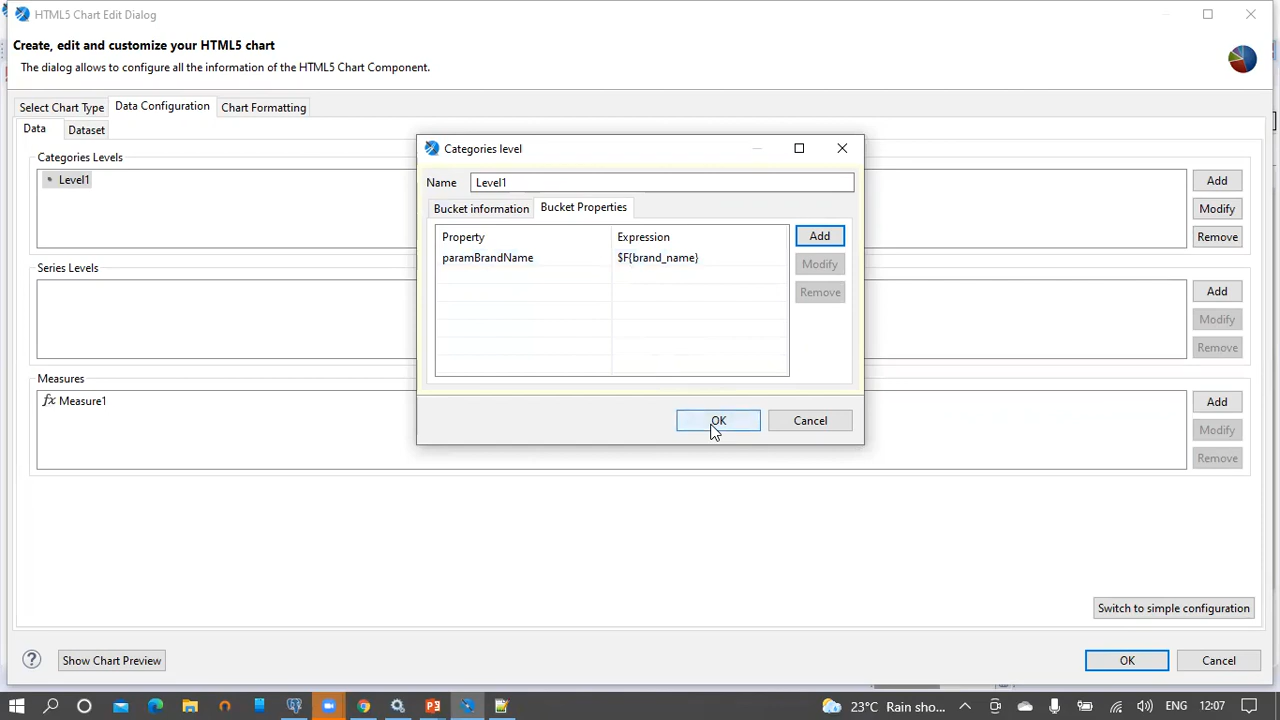 HTML5 Chart Edit Dialog
Create, edit and customize your HTML5 chart
The dialog allows to configure all the information of the HTML5 Chart Component.
Select Chart Type Data Configuration Chart Formatting
Data Dataset
Categories Levels
Level1
Add
Modify
Remove
Series Levels
Add
Modify
Remove
Measures
fx Measure1
Add
Modify
Remove
Categories level
Name Level1
Bucket information Bucket Properties
Property Expression
paramBrandName $F{brand_name}
Add
Modify
Remove
OK Cancel
Switch to simple configuration
? Show Chart Preview OK Cancel
23°C Rain sho... ENG 12:07